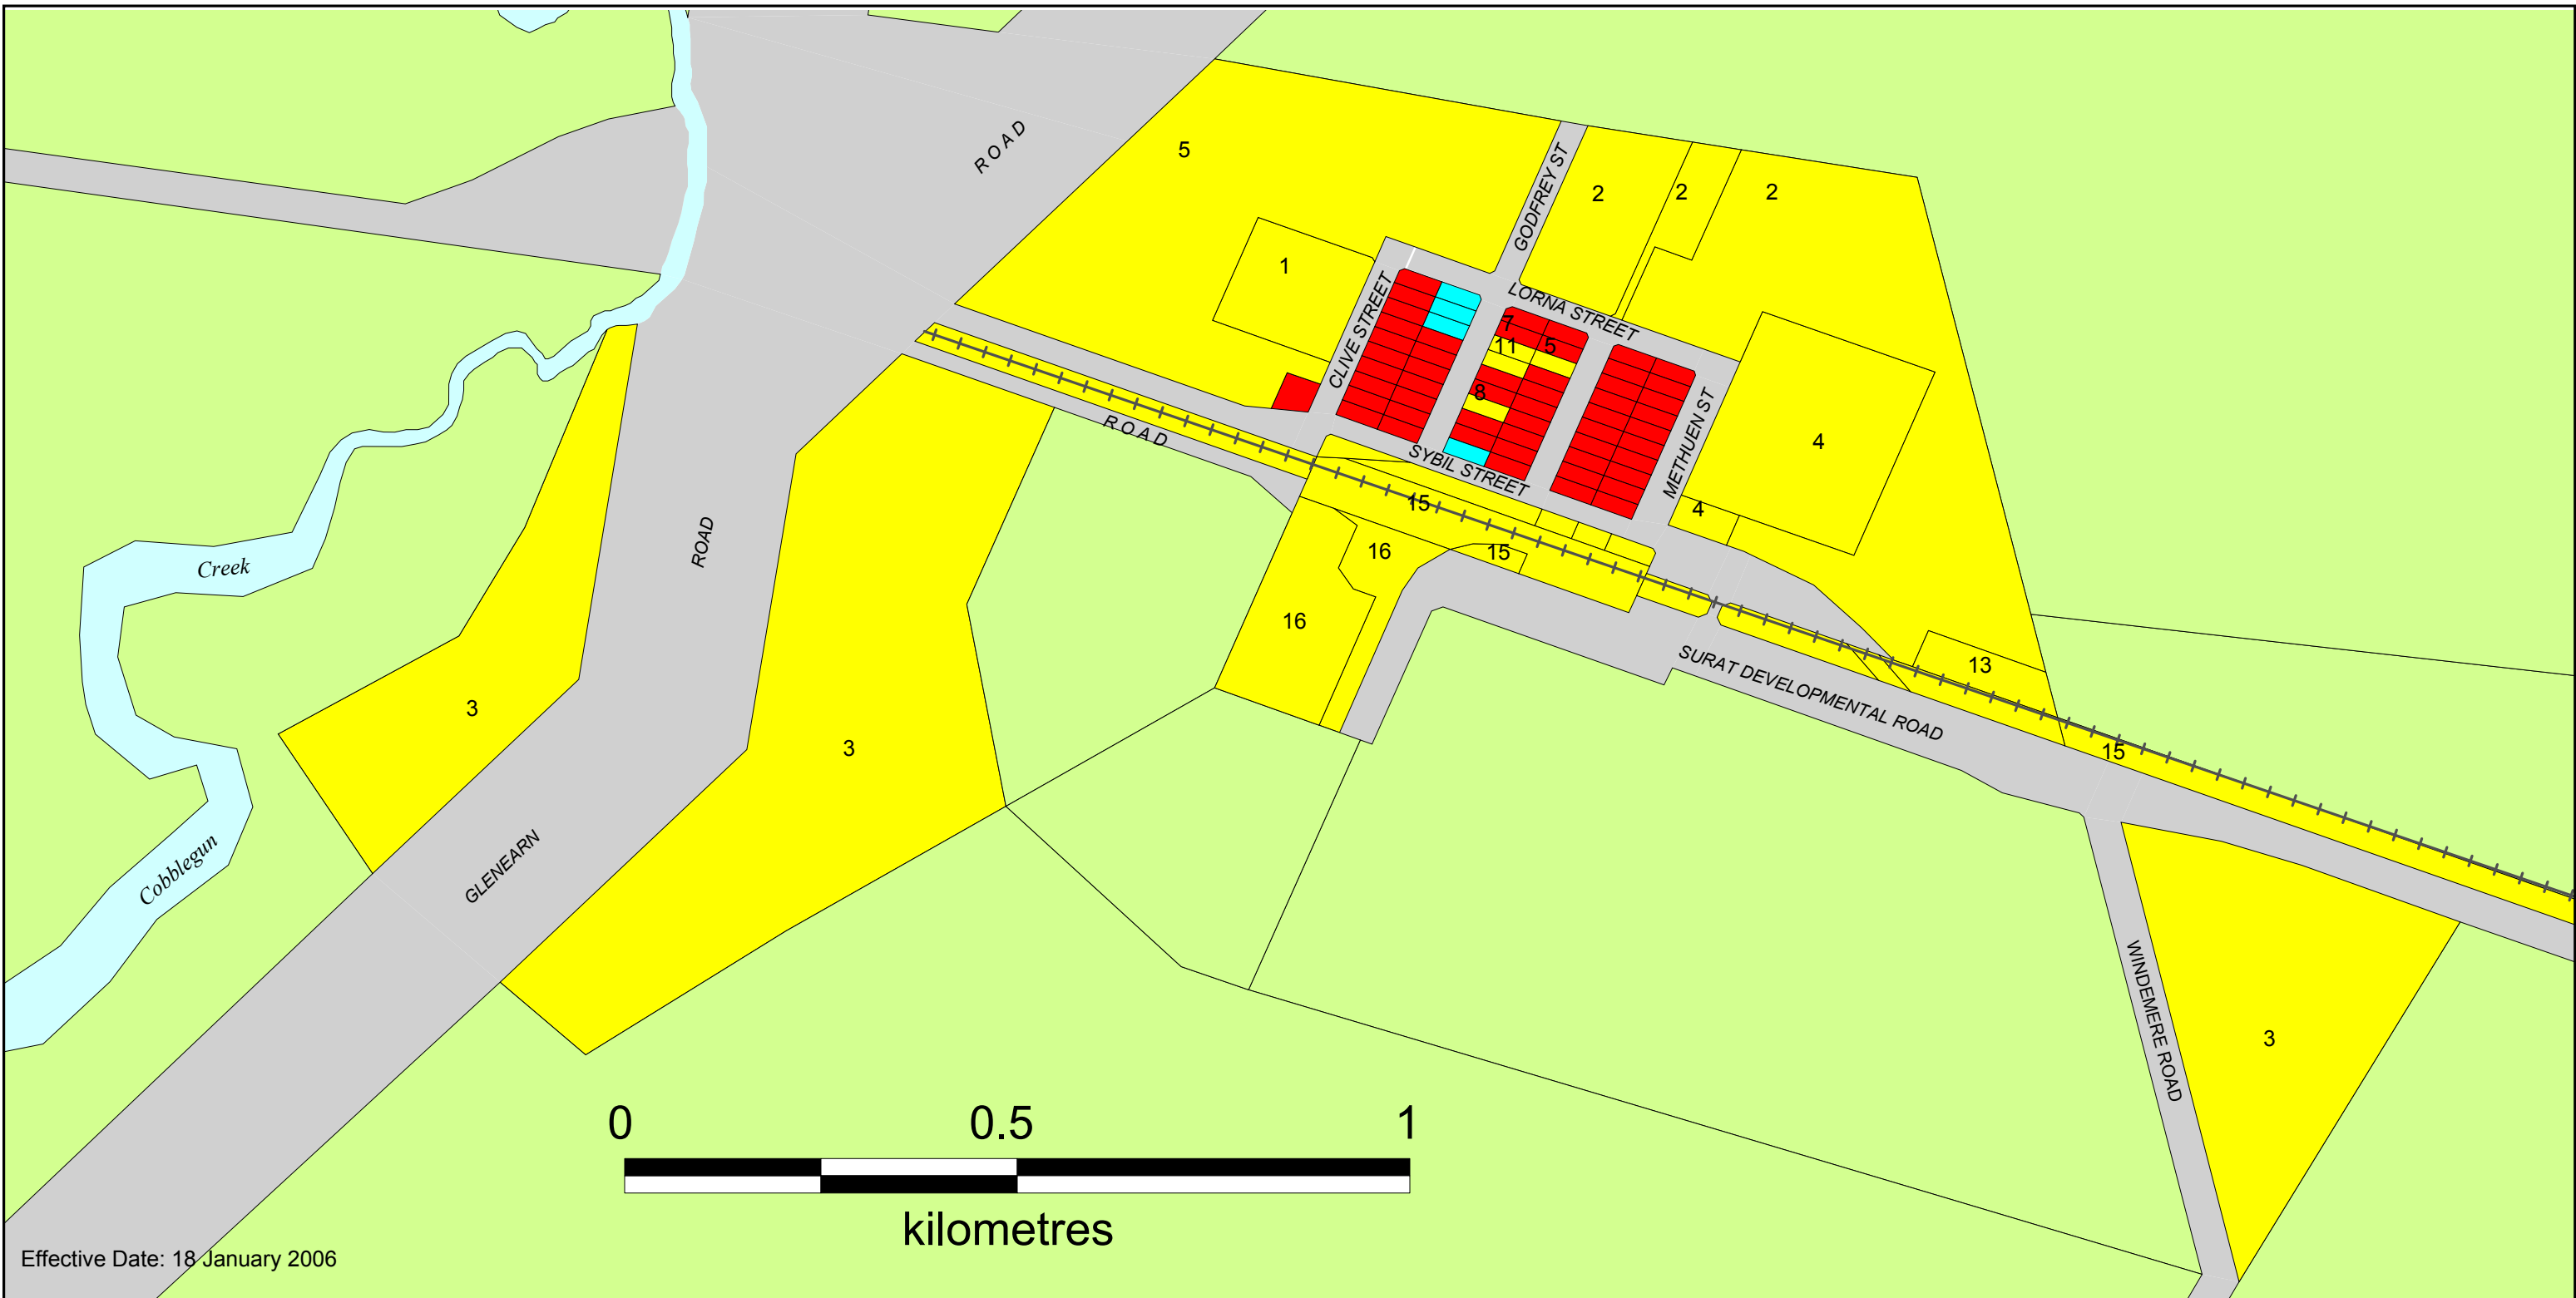 ROAD
5
GODFREY ST
2
2
2
1
CLIVE STREET
LORNA STREET
7
11
5
8
METHUEN ST
4
ROAD
SYBIL STREET
15
4
16
15
ROAD
Creek
16
SURAT DEVELOPMENTAL ROAD
13
3
3
15
GLENEARN
Cobblegun
WINDEMERE ROAD
3
0 0.5 1
kilometres
Effective Date: 18 January 2006